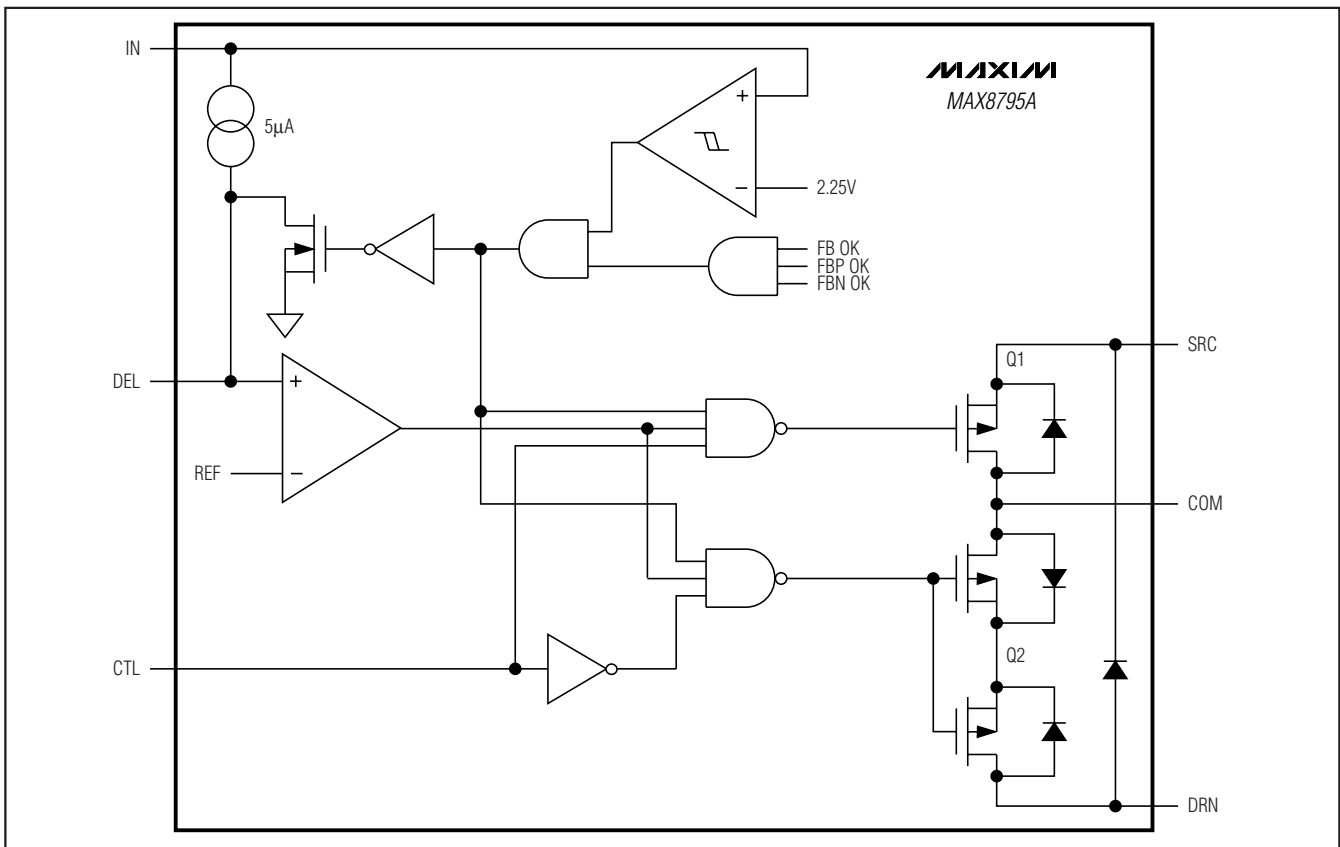 IN
MAXIM
MAX8795A
+
5µA
−
2.25V
FB OK
FBP OK
FBN OK
SRC
Q1
DEL
+
REF
−
COM
Q2
CTL
DRN